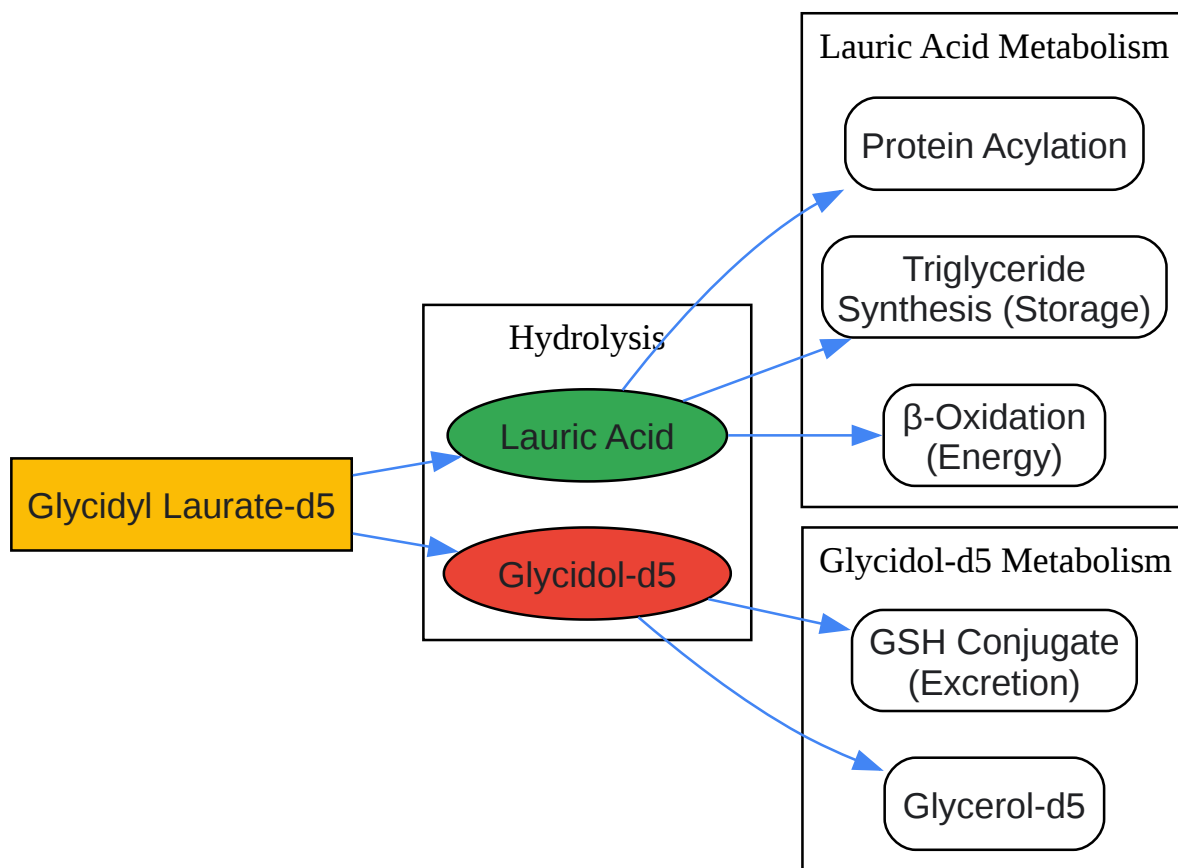 Glycidyl Laurate-d5
Hydrolysis
Lauric Acid
Glycidol-d5
Lauric Acid Metabolism
Protein Acylation
Triglyceride
Synthesis (Storage)
β-Oxidation
(Energy)
Glycidol-d5 Metabolism
GSH Conjugate
(Excretion)
Glycerol-d5